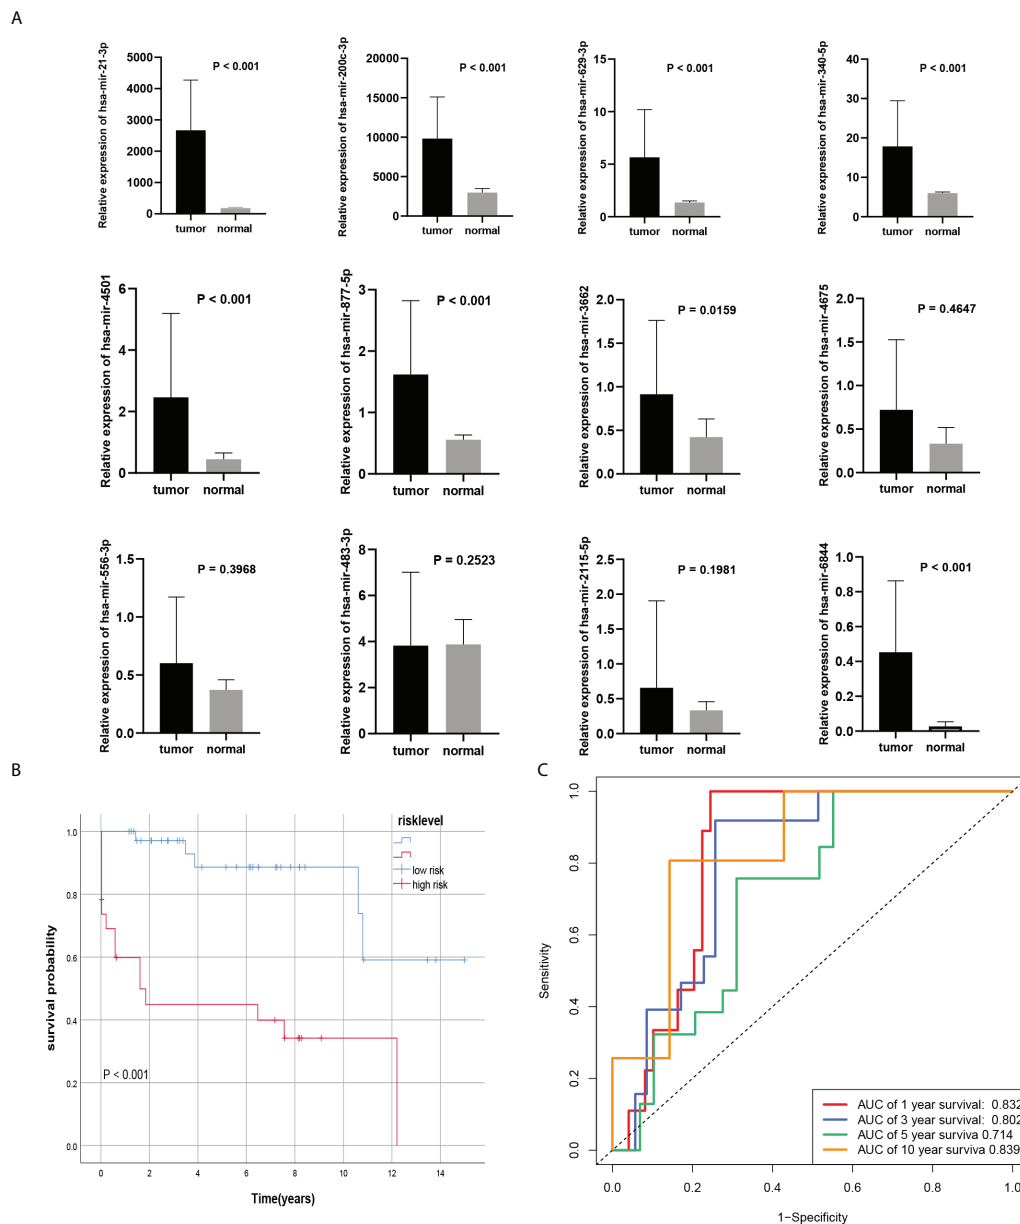 A
Relative expression of hsa-mir-21-3p
P < 0.001
5000
4000
3000
2000
1000
0
tumor normal
Relative expression of hsa-mir-200c-3p
P < 0.001
20000
15000
10000
5000
0
tumor normal
Relative expression of hsa-mir-629-3p
P < 0.001
15
10
5
0
tumor normal
Relative expression of hsa-mir-340-5p
P < 0.001
40
30
20
10
0
tumor normal
Relative expression of hsa-mir-4501
P < 0.001
6
4
2
0
tumor normal
Relative expression of hsa-mir-877-5p
P < 0.001
3
2
1
0
tumor normal
Relative expression of hsa-mir-3662
P = 0.0159
2.0
1.5
1.0
0.5
0.0
tumor normal
Relative expression of hsa-mir-4675
P = 0.4647
2.0
1.5
1.0
0.5
0.0
tumor normal
Relative expression of hsa-mir-556-3p
P = 0.3968
1.5
1.0
0.5
0.0
tumor normal
Relative expression of hsa-mir-483-3p
P = 0.2523
8
6
4
2
0
tumor normal
Relative expression of hsa-mir-2115-5p
P = 0.1981
2.5
2.0
1.5
1.0
0.5
0.0
tumor normal
Relative expression of hsa-mir-6844
P < 0.001
1.0
0.8
0.6
0.4
0.2
0.0
tumor normal
B
risklevel
low risk
high risk
survival probability
1.0
0.8
0.6
0.4
0.2
0.0
P < 0.001
0 2 4 6 8 10 12 14
Time(years)
C
Sensitivity
1.0
0.8
0.6
0.4
0.2
0.0
AUC of 1 year survival: 0.832
AUC of 3 year survival: 0.802
AUC of 5 year surviva 0.714
AUC of 10 year surviva 0.839
0.0 0.2 0.4 0.6 0.8 1.0
1−Specificity